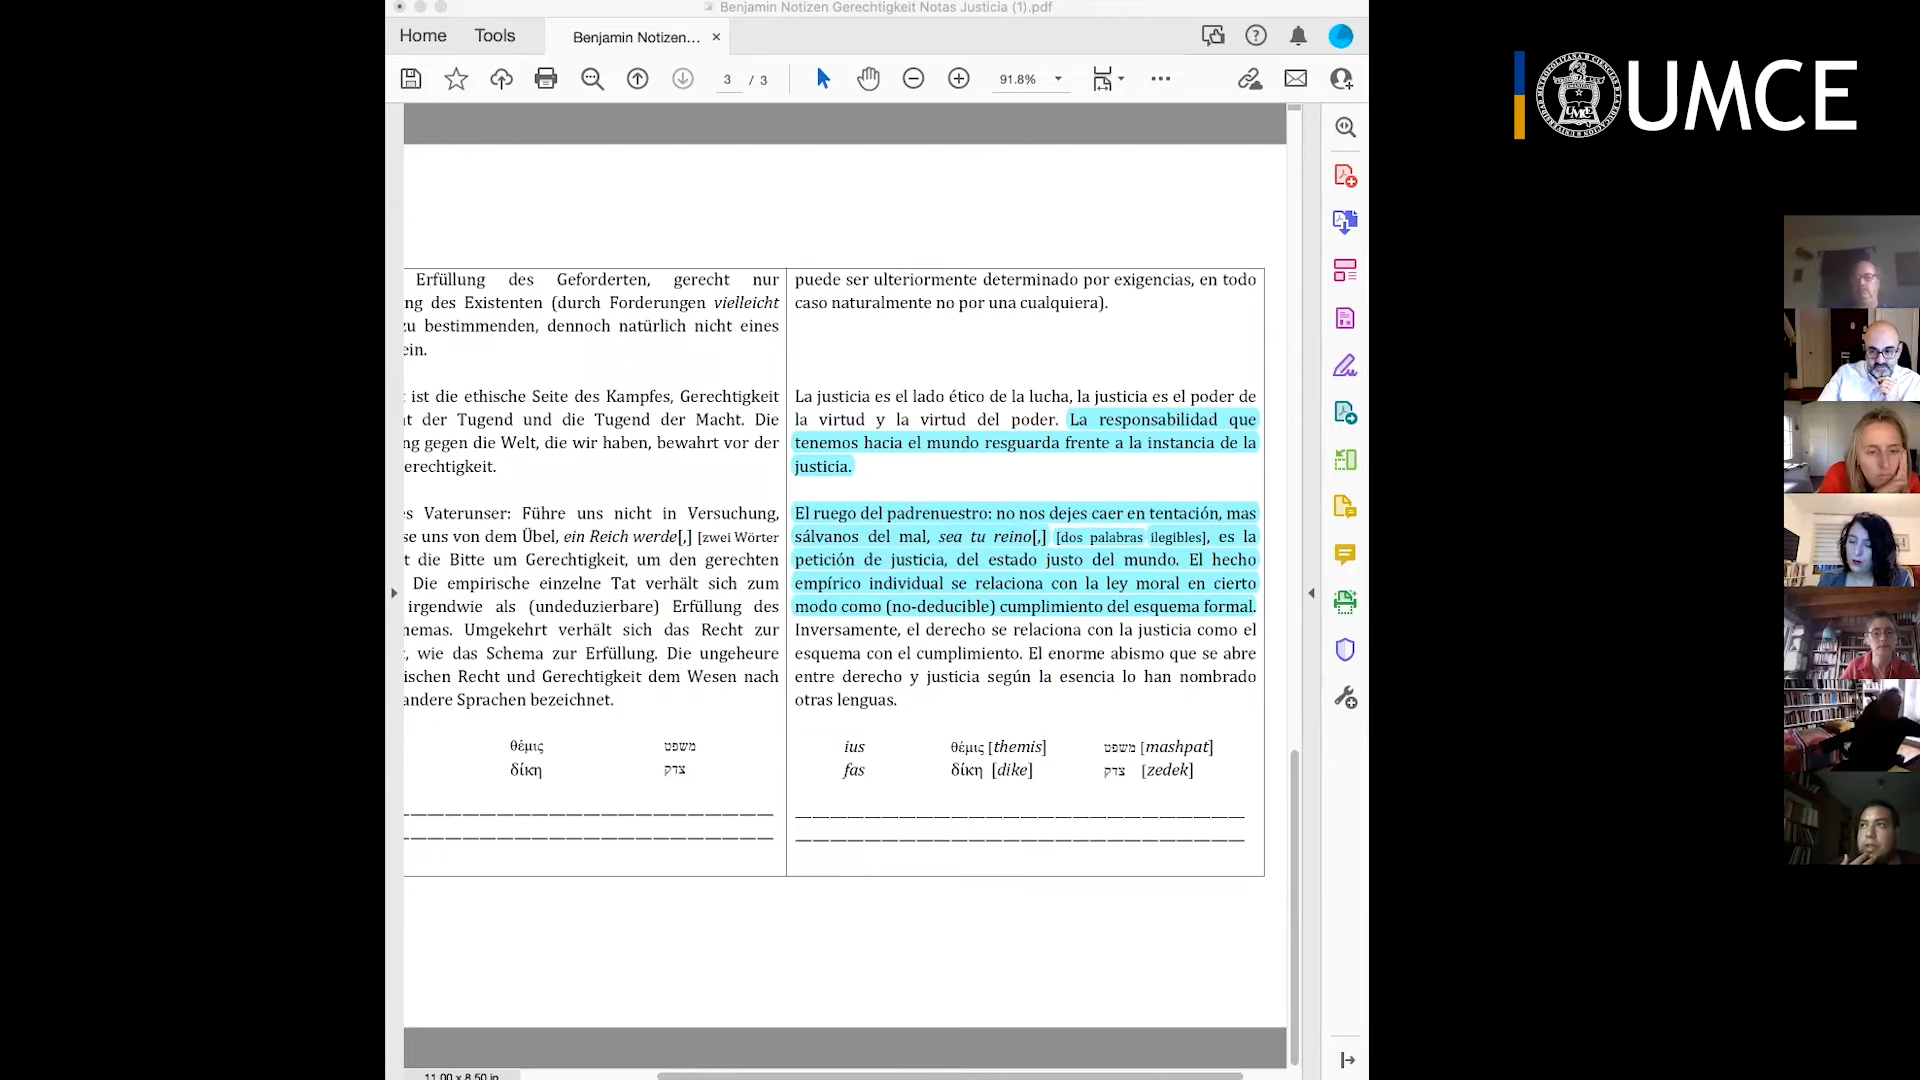 Benjamin Notizen Gerechtigkeit Notas Justicia (1).pdf
Home
Tools
Benjamin Notizen...
3 / 3
91.8%
UMCE
Erfüllung des Geforderten, gerecht nur
ng des Existenten (durch Forderungen vielleicht
zu bestimmenden, dennoch natürlich nicht eines
ein.
ist die ethische Seite des Kampfes, Gerechtigkeit
t der Tugend und die Tugend der Macht. Die
ng gegen die Welt, die wir haben, bewahrt vor der
erechtigkeit.
s Vaterunser: Führe uns nicht in Versuchung,
se uns von dem Übel, ein Reich werde[,] [zwei Wörter
t die Bitte um Gerechtigkeit, um den gerechten
Die empirische einzelne Tat verhält sich zum
irgendwie als (undeduzierbare) Erfüllung des
hemas. Umgekehrt verhält sich das Recht zur
, wie das Schema zur Erfüllung. Die ungeheure
ischen Recht und Gerechtigkeit dem Wesen nach
andere Sprachen bezeichnet.
θέμις משפט
δίκη צדק
puede ser ulteriormente determinado por exigencias, en todo
caso naturalmente no por una cualquiera).
La justicia es el lado ético de la lucha, la justicia es el poder de
la virtud y la virtud del poder. La responsabilidad que
tenemos hacia el mundo resguarda frente a la instancia de la
justicia.
El ruego del padrenuestro: no nos dejes caer en tentación, mas
sálvanos del mal, sea tu reino[,] [dos palabras ilegibles], es la
petición de justicia, del estado justo del mundo. El hecho
empírico individual se relaciona con la ley moral en cierto
modo como (no-deducible) cumplimiento del esquema formal.
Inversamente, el derecho se relaciona con la justicia como el
esquema con el cumplimiento. El enorme abismo que se abre
entre derecho y justicia según la esencia lo han nombrado
otras lenguas.
ius θέμις [themis] משפט [mashpat]
fas δίκη [dike] צדק [zedek]
11.00 x 8.50 in